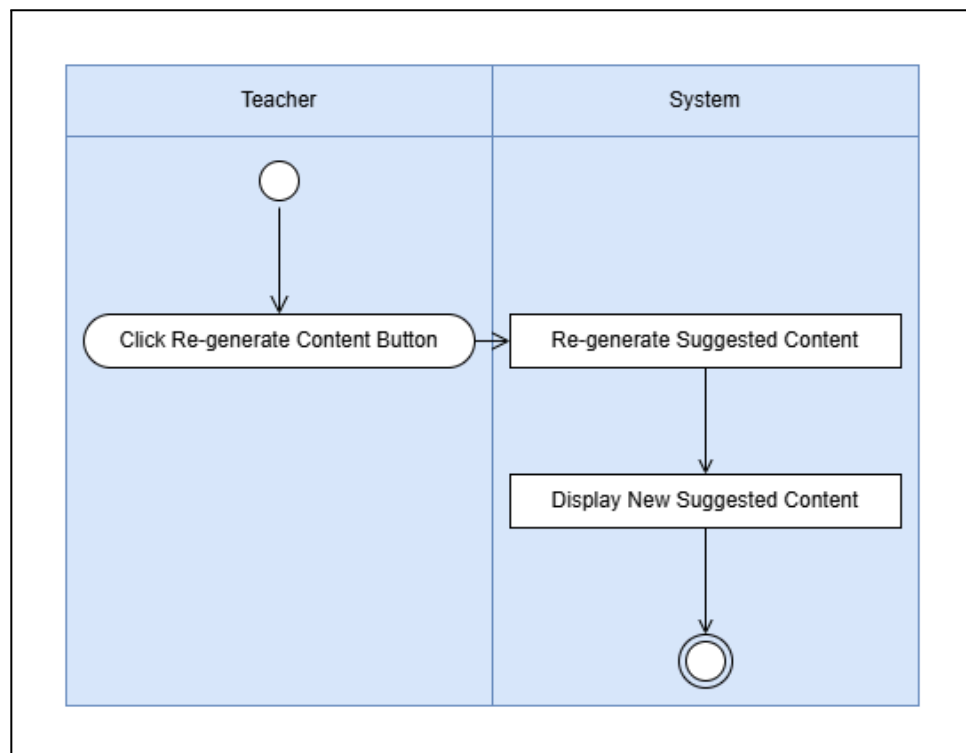 Teacher
System
Click Re-generate Content Button
Re-generate Suggested Content
Display New Suggested Content